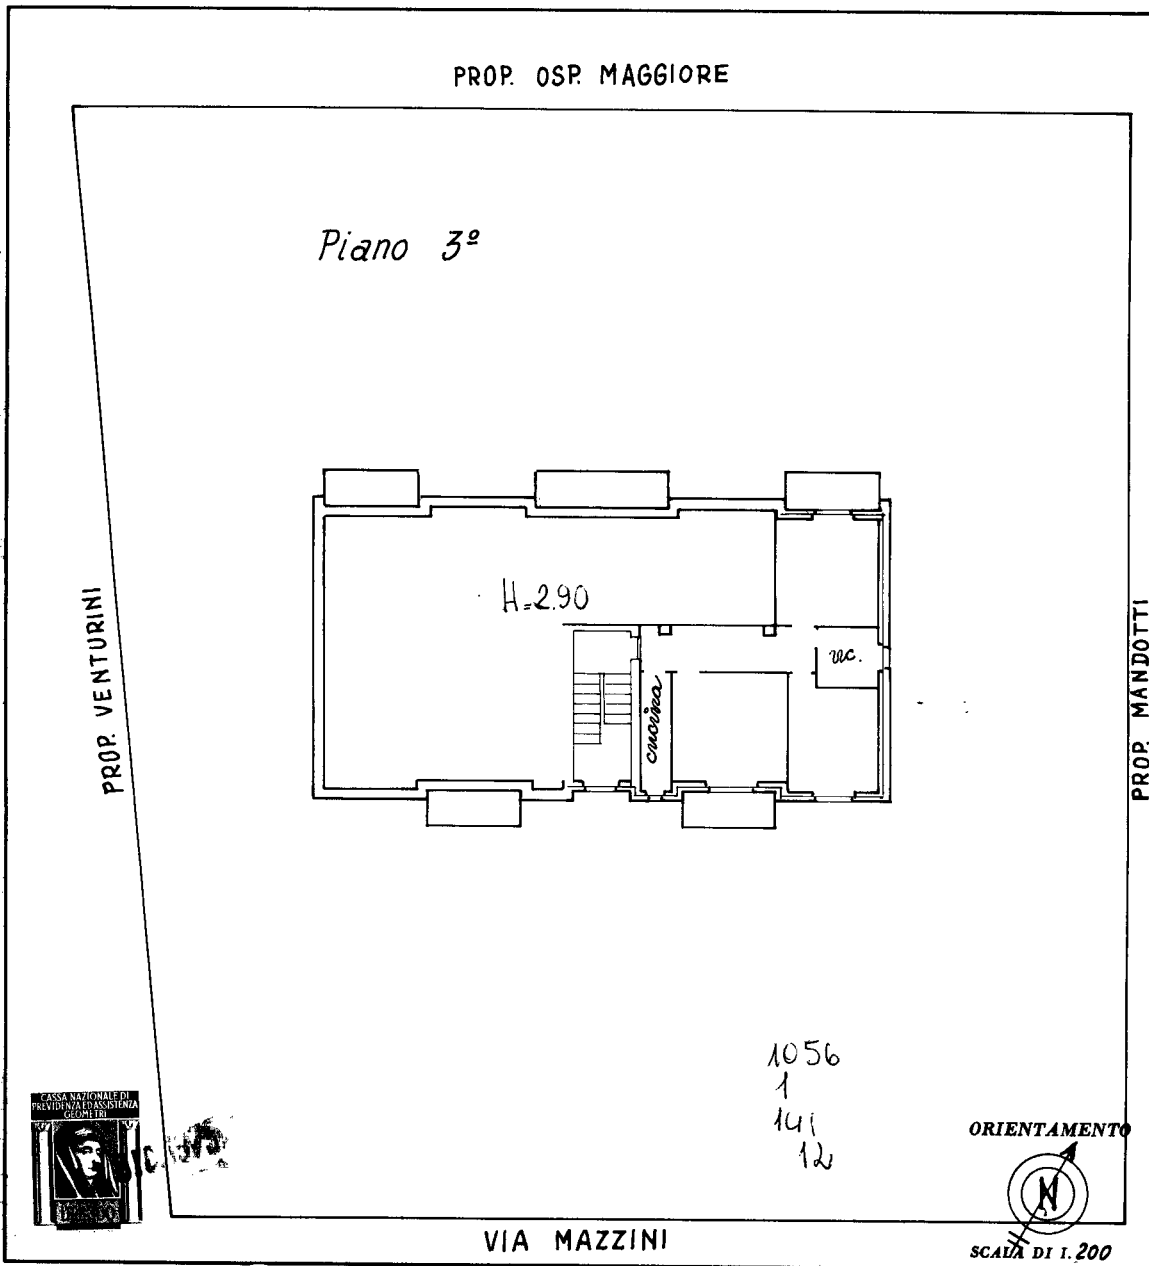 PROP. OSP. MAGGIORE
Piano 3º
H=2.90
PROP. VENTURINI
PROP. MANDOTTI
wc.
cucina
1056
1
141
12
CASSA NAZIONALE DI
PREVIDENZA ED ASSISTENZA
GEOMETRI
ORIENTAMENTO
N
VIA MAZZINI
SCALA DI 1:200